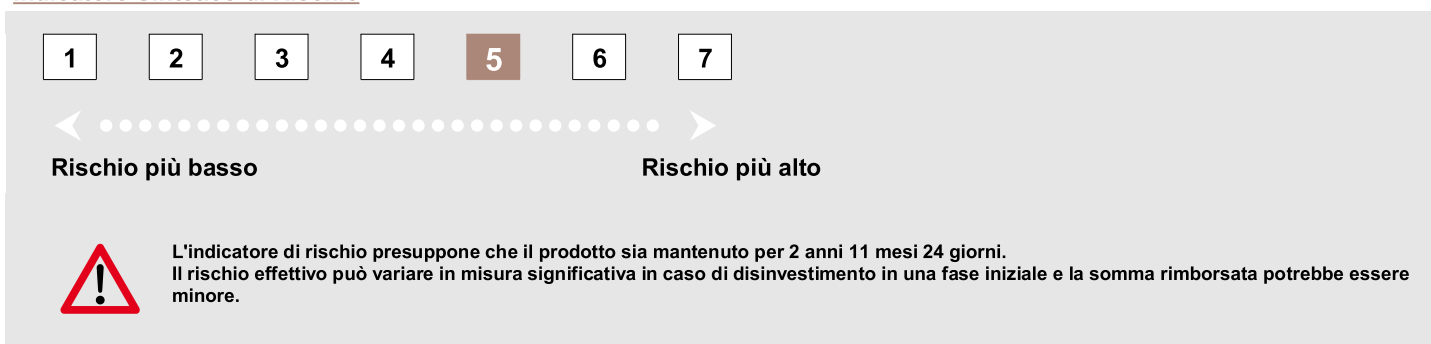 1 2 3 4 5 6 7
Rischio più basso Rischio più alto
L'indicatore di rischio presuppone che il prodotto sia mantenuto per 2 anni 11 mesi 24 giorni.
Il rischio effettivo può variare in misura significativa in caso di disinvestimento in una fase iniziale e la somma rimborsata potrebbe essere
minore.